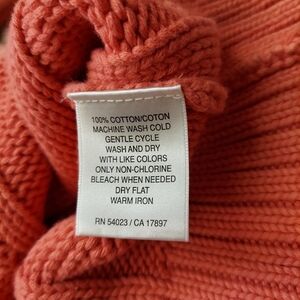 100% COTTON/COTON
MACHINE WASH COLD
GENTLE CYCLE
WASH AND DRY
WITH LIKE COLORS
ONLY NON-CHLORINE
BLEACH WHEN NEEDED
DRY FLAT
WARM IRON
RN 54023 / CA 17897